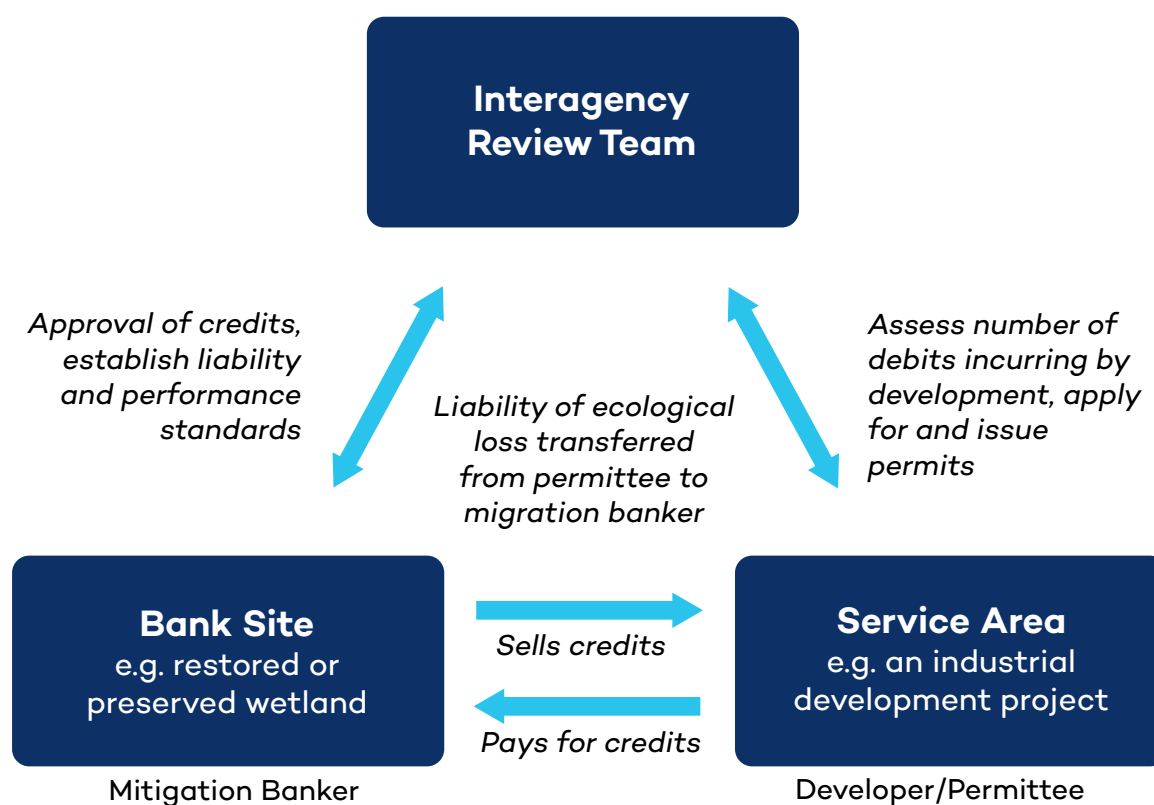 Interagency
Review Team
Approval of credits,
establish liability
and performance
standards
Assess number of
debits incurring by
development, apply
for and issue
permits
Liability of ecological
loss transferred
from permittee to
migration banker
Bank Site
e.g. restored or
preserved wetland
Sells credits
Pays for credits
Service Area
e.g. an industrial
development project
Mitigation Banker
Developer/Permittee